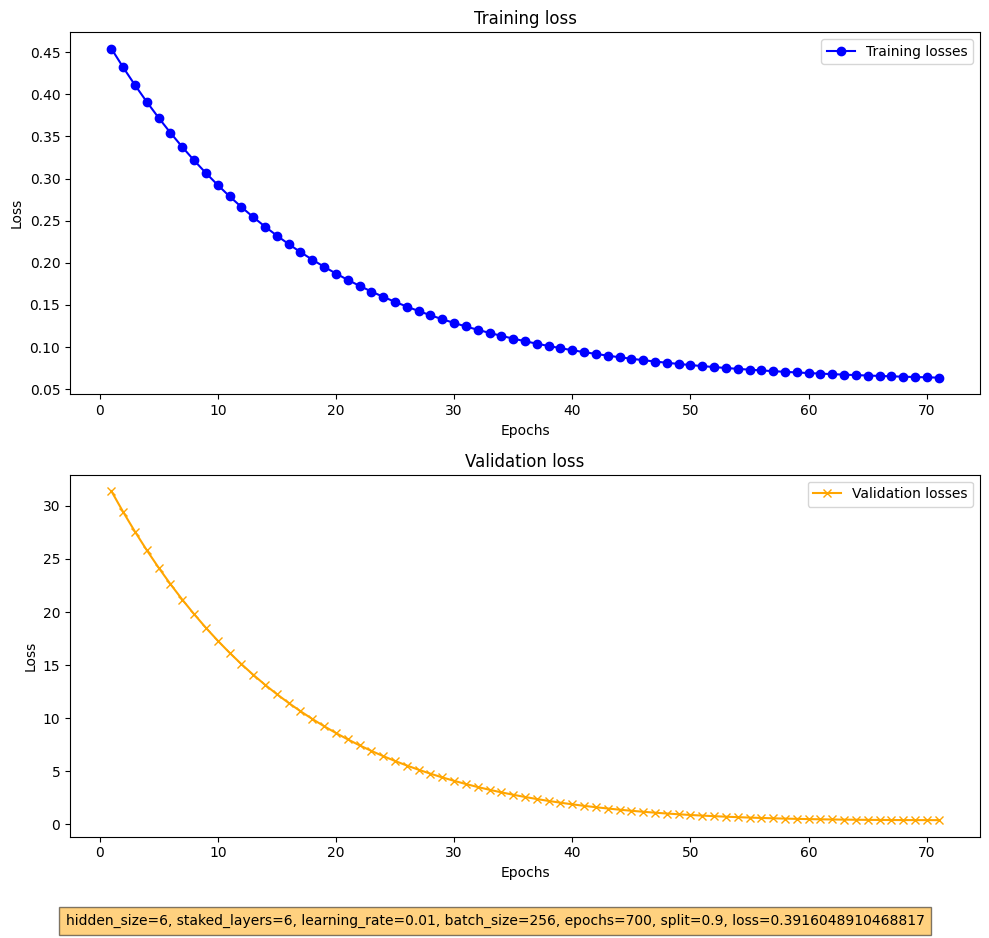 Training loss
Training losses
0.45
0.40
0.35
0.30
0.25
0.20
0.15
0.10
0.05
Loss
0 10 20 30 40 50 60 70
Epochs
Validation loss
Validation losses
30
25
20
15
10
5
0
Loss
0 10 20 30 40 50 60 70
Epochs
hidden_size=6, staked_layers=6, learning_rate=0.01, batch_size=256, epochs=700, split=0.9, loss=0.3916048910468817